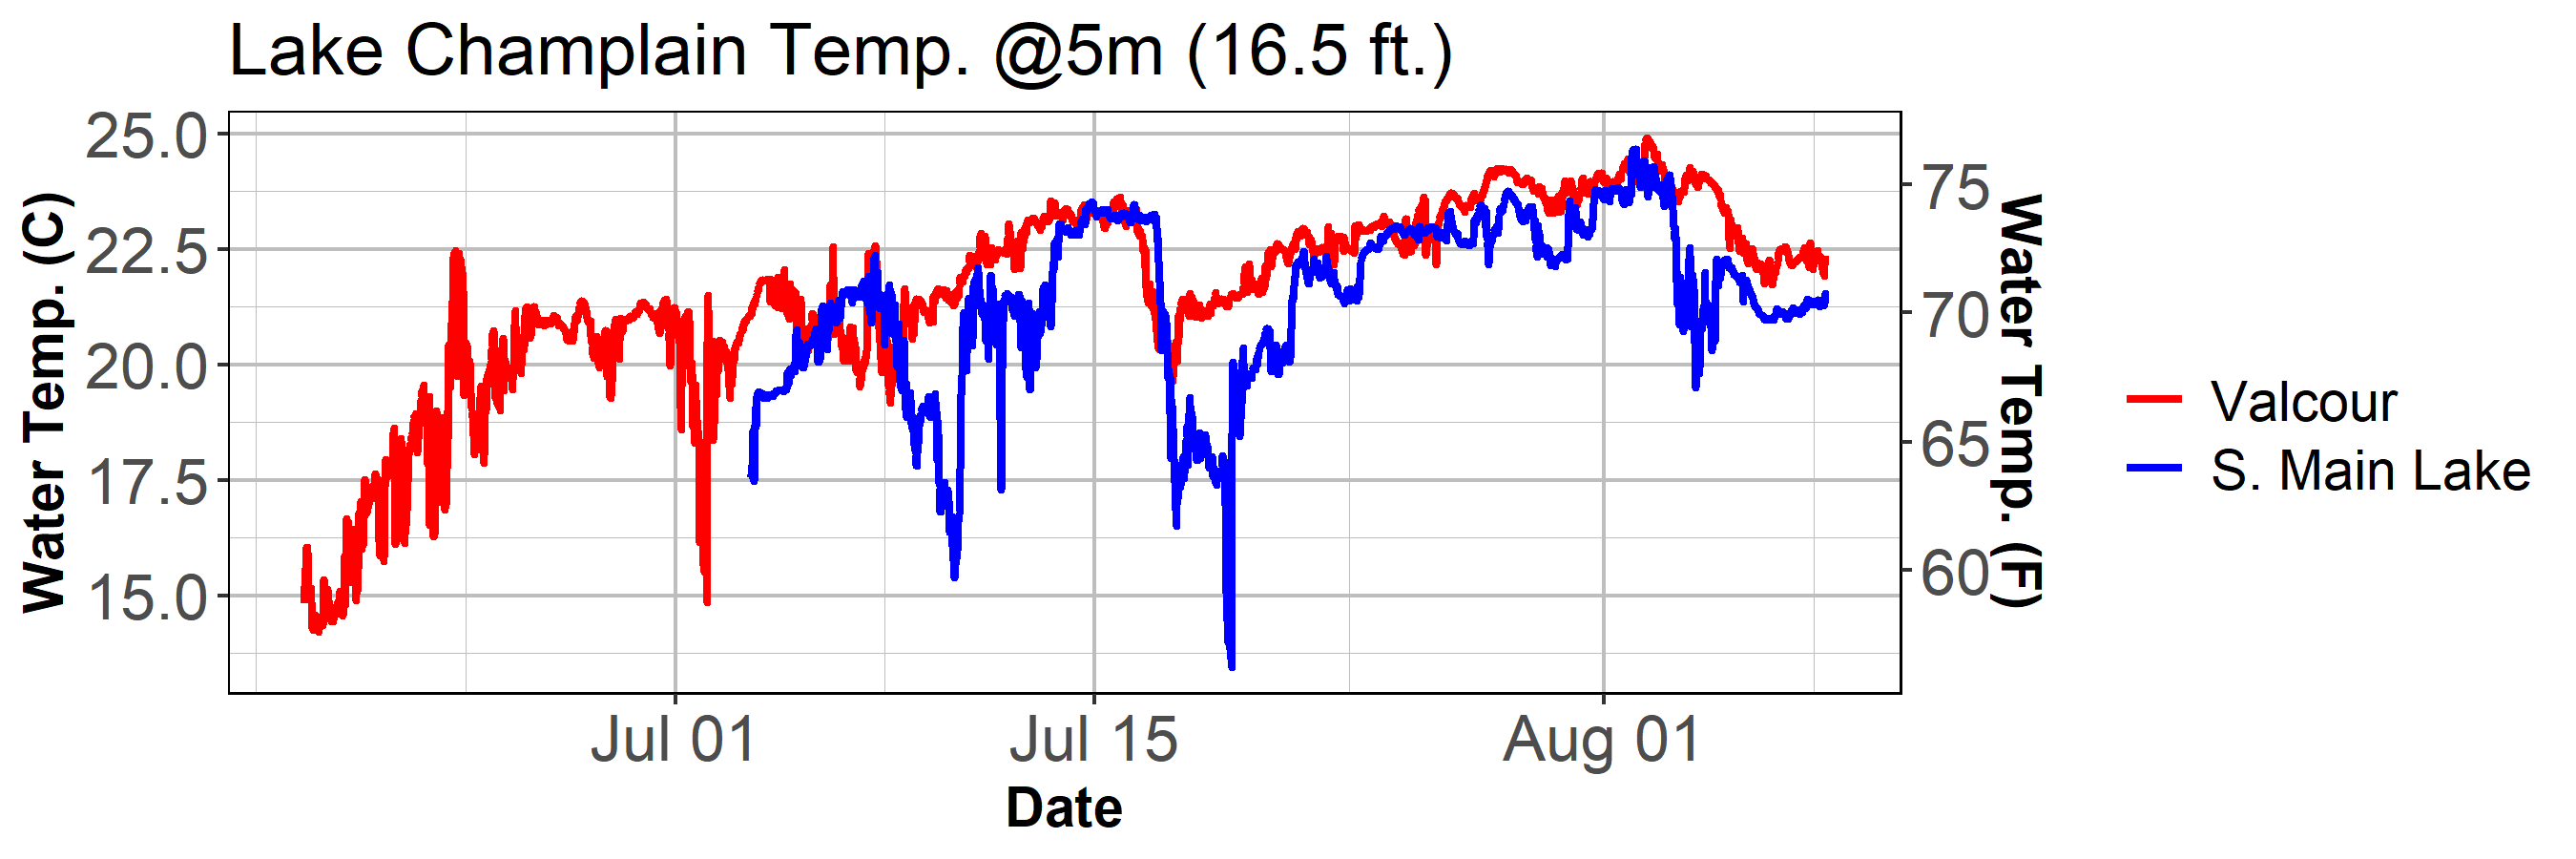 Lake Champlain Temp. @5m (16.5 ft.)
Water Temp. (C)
25.0
22.5
20.0
17.5
15.0
75
70
65
60
Water Temp. (F)
Jul 01
Jul 15
Aug 01
Date
Valcour
S. Main Lake